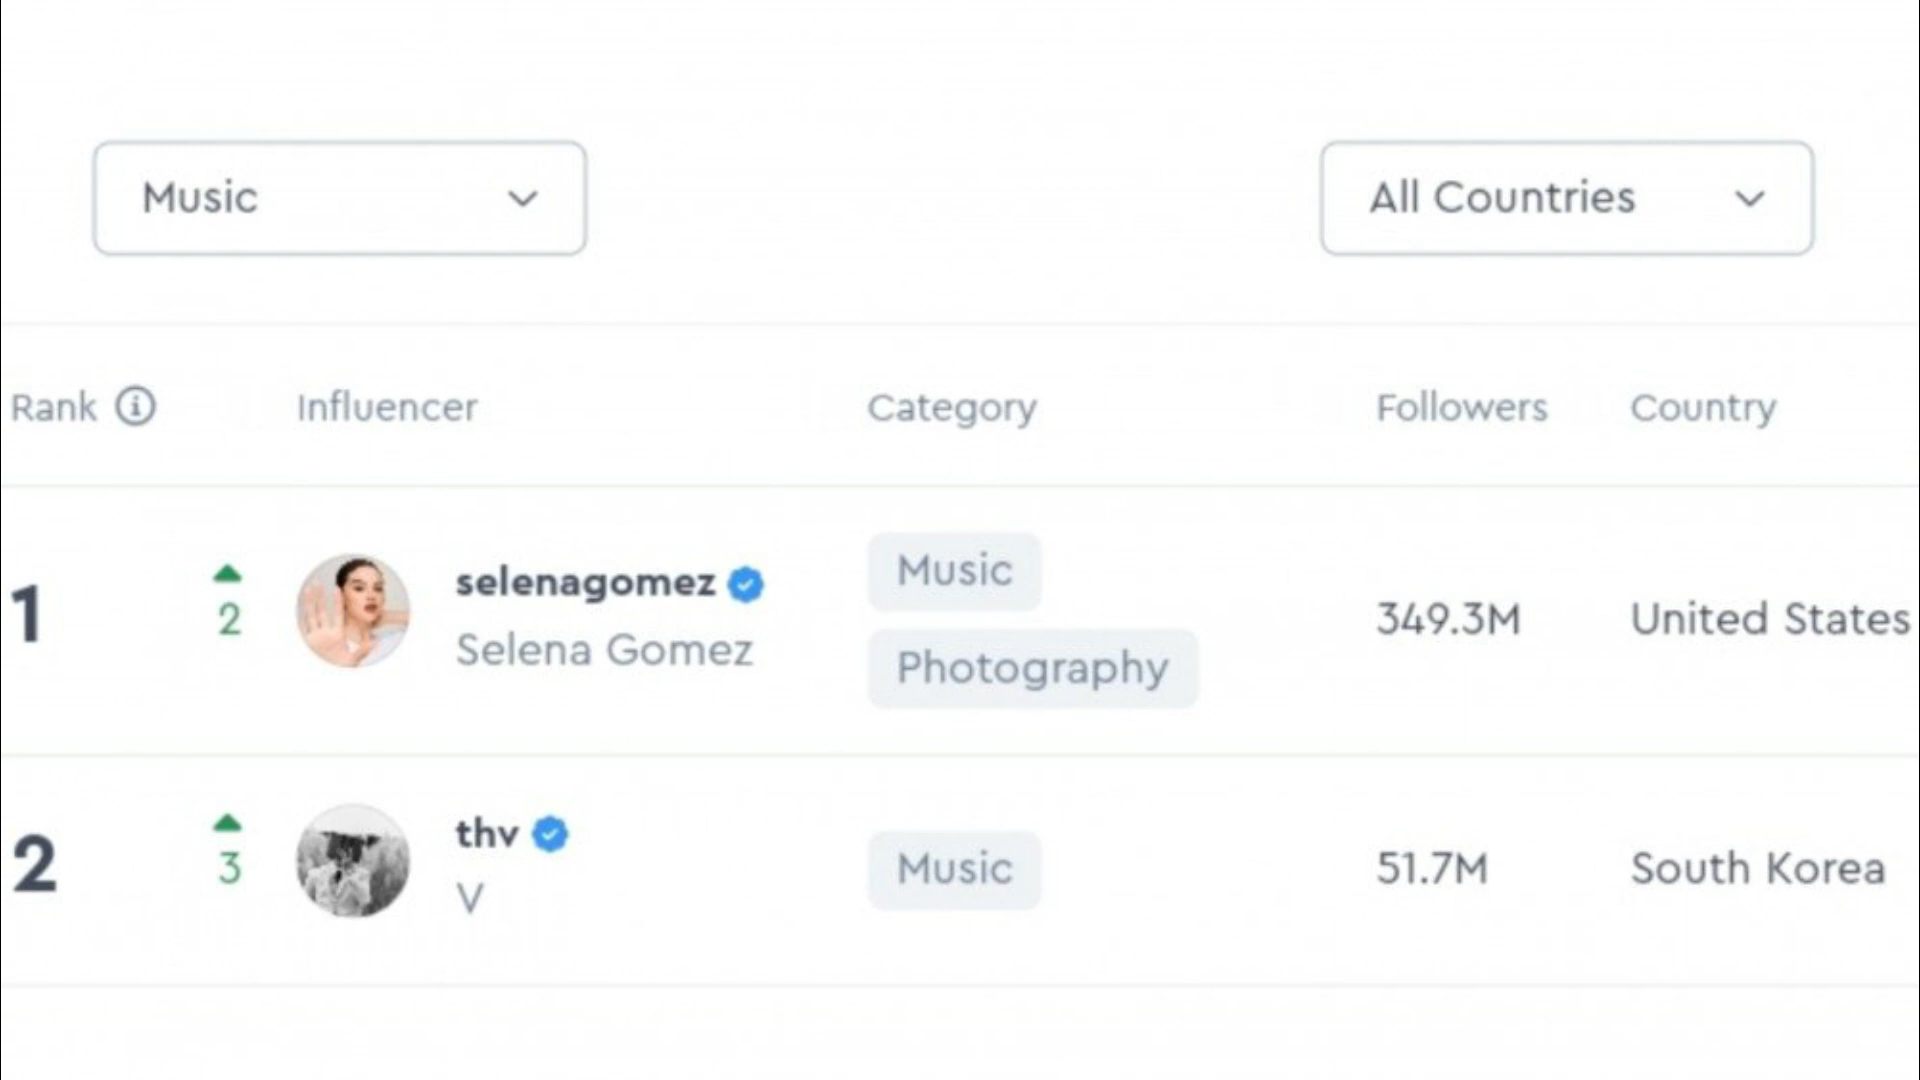 Music
All Countries
Rank Influencer Category Followers Country
1 2 selenagomez Music 349.3M United States
Selena Gomez Photography
2 3 thv Music 51.7M South Korea
V